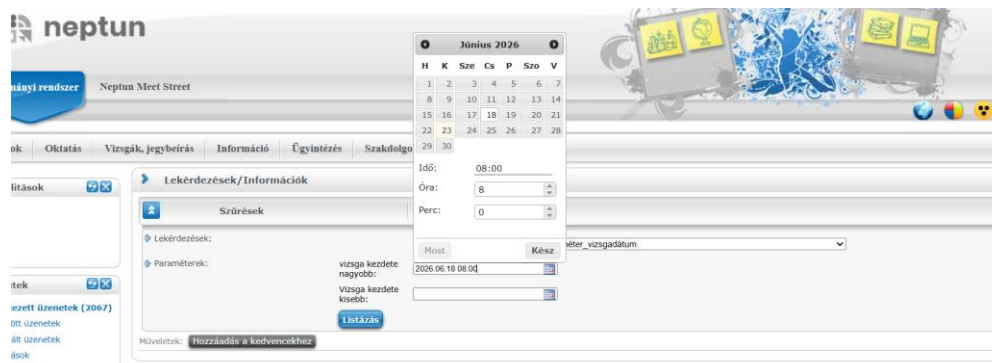 neptun
Június 2026
H K Sze Cs P Szo V
1 2 3 4 5 6 7
8 9 10 11 12 13 14
15 16 17 18 19 20 21
22 23 24 25 26 27 28
29 30
Idő: 08:00
Óra: 8
Perc: 0
Most Kész
mányi rendszer Neptun Meet Street
ok Oktatás Vizsgák, jegybeírás Információ Ügyintézés Szakdolgo
litások
Lekérdezések/Információk
Szűrések
Lekérdezések: méter_vizsgadátum
Paraméterek:
vizsga kezdete
nagyobb: 2026.06.18 08:00
Vizsga kezdete
kisebb:
Listázás
Műveletek: Hozzáadás a kedvencekhez
tek
kezett üzenetek (2067)
ött üzenetek
ált üzenetek
ások